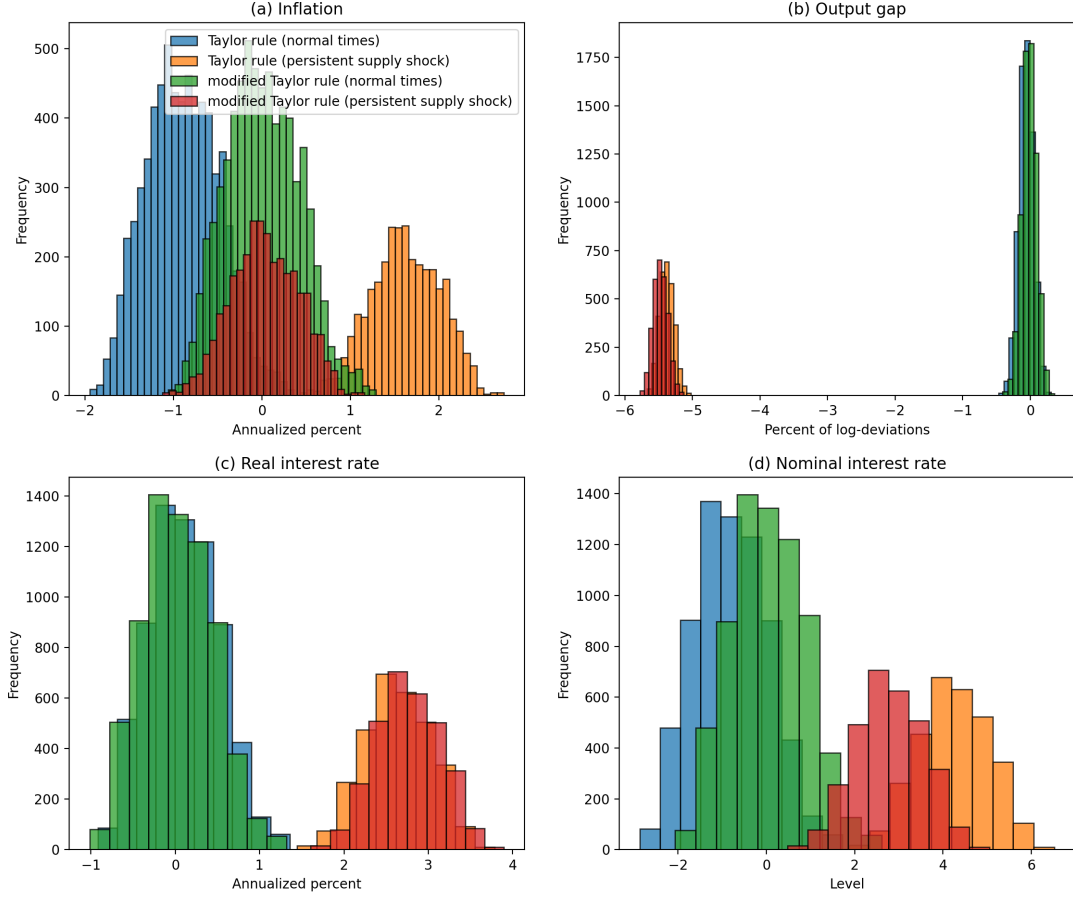 (a) Inflation
Taylor rule (normal times)
Taylor rule (persistent supply shock)
modified Taylor rule (normal times)
modified Taylor rule (persistent supply shock)
500
400
300
200
100
0
Frequency
−2 −1 0 1 2
Annualized percent
(b) Output gap
1750
1500
1250
1000
750
500
250
0
Frequency
−6 −5 −4 −3 −2 −1 0
Percent of log-deviations
(c) Real interest rate
1400
1200
1000
800
600
400
200
0
Frequency
−1 0 1 2 3 4
Annualized percent
(d) Nominal interest rate
1400
1200
1000
800
600
400
200
0
Frequency
−2 0 2 4 6
Level